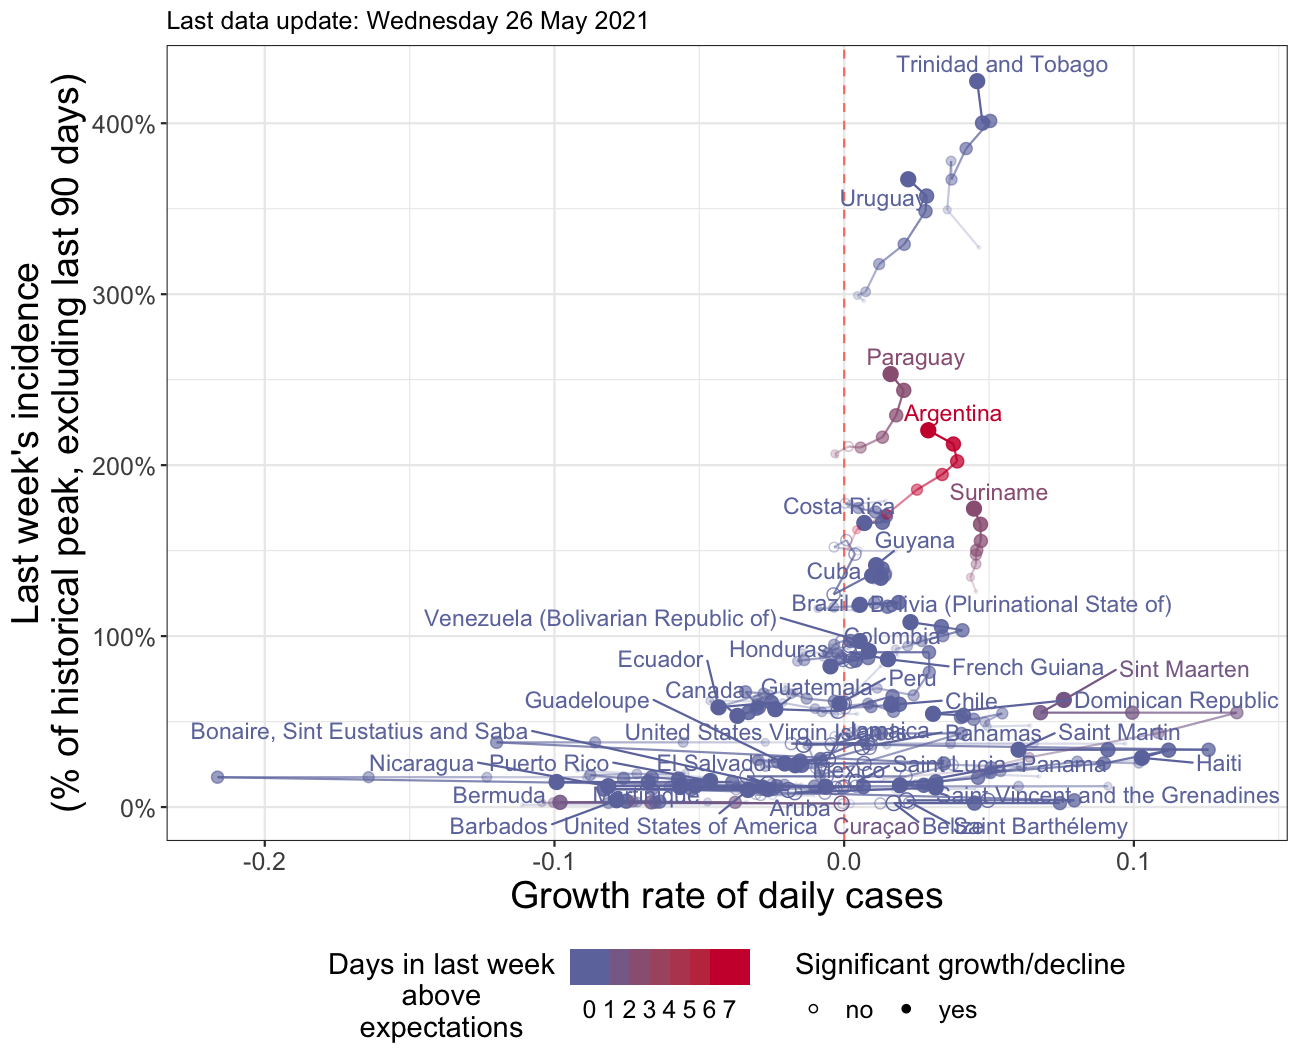 Last data update: Wednesday 26 May 2021
Last week's incidence
(% of historical peak, excluding last 90 days)
400%
300%
200%
100%
0%
Trinidad and Tobago
Uruguay
Paraguay
Argentina
Suriname
Costa Rica
Guyana
Cuba
Brazil
Bolivia (Plurinational State of)
Venezuela (Bolivarian Republic of)
Colombia
Honduras
Ecuador
French Guiana
Sint Maarten
Peru
Canada
Guatemala
Guadeloupe
Chile
Dominican Republic
Bonaire, Sint Eustatius and Saba
United States Virgin Islands
Jamaica
Bahamas
Saint Martin
Nicaragua
Puerto Rico
El Salvador
Mexico
Saint Lucia
Panama
Haiti
Bermuda
Martinique
Aruba
Saint Vincent and the Grenadines
Barbados
United States of America
Curaçao
Belize
Saint Barthélemy
-0.2
-0.1
0.0
0.1
Growth rate of daily cases
Days in last week
above
expectations
0 1 2 3 4 5 6 7
Significant growth/decline
no
yes